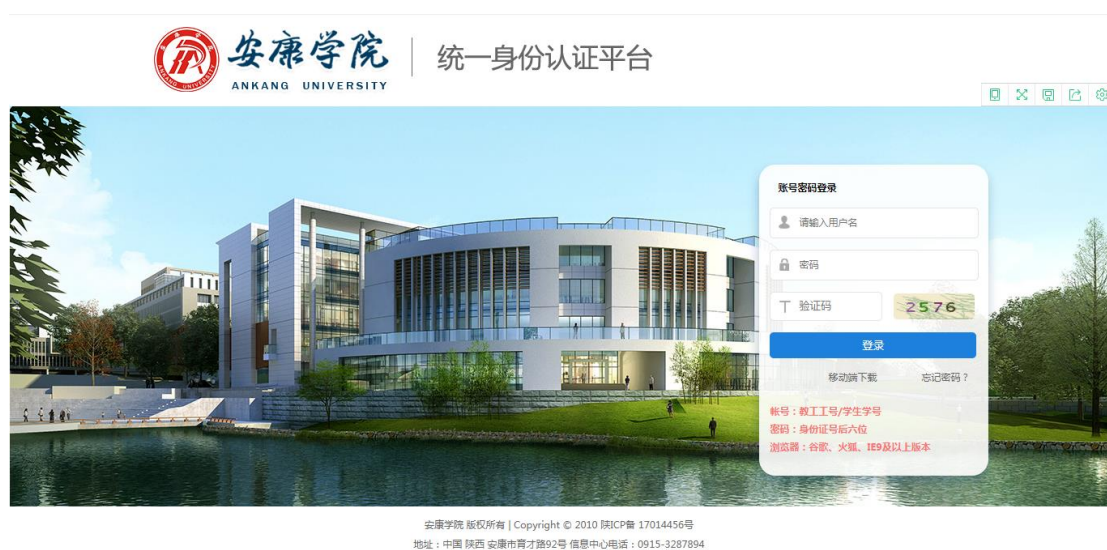 安康学院
ANKANG UNIVERSITY
统一身份认证平台
账号密码登录
请输入用户名
密码
验证码
2576
登录
移动端下载 忘记密码？
帐号：教工工号/学生学号
密码：身份证号后六位
浏览器：谷歌、火狐、IE9及以上版本
安康学院 版权所有 | Copyright © 2010 陕ICP备 17014456号
地址：中国 陕西 安康市育才路92号 信息中心电话：0915-3287894